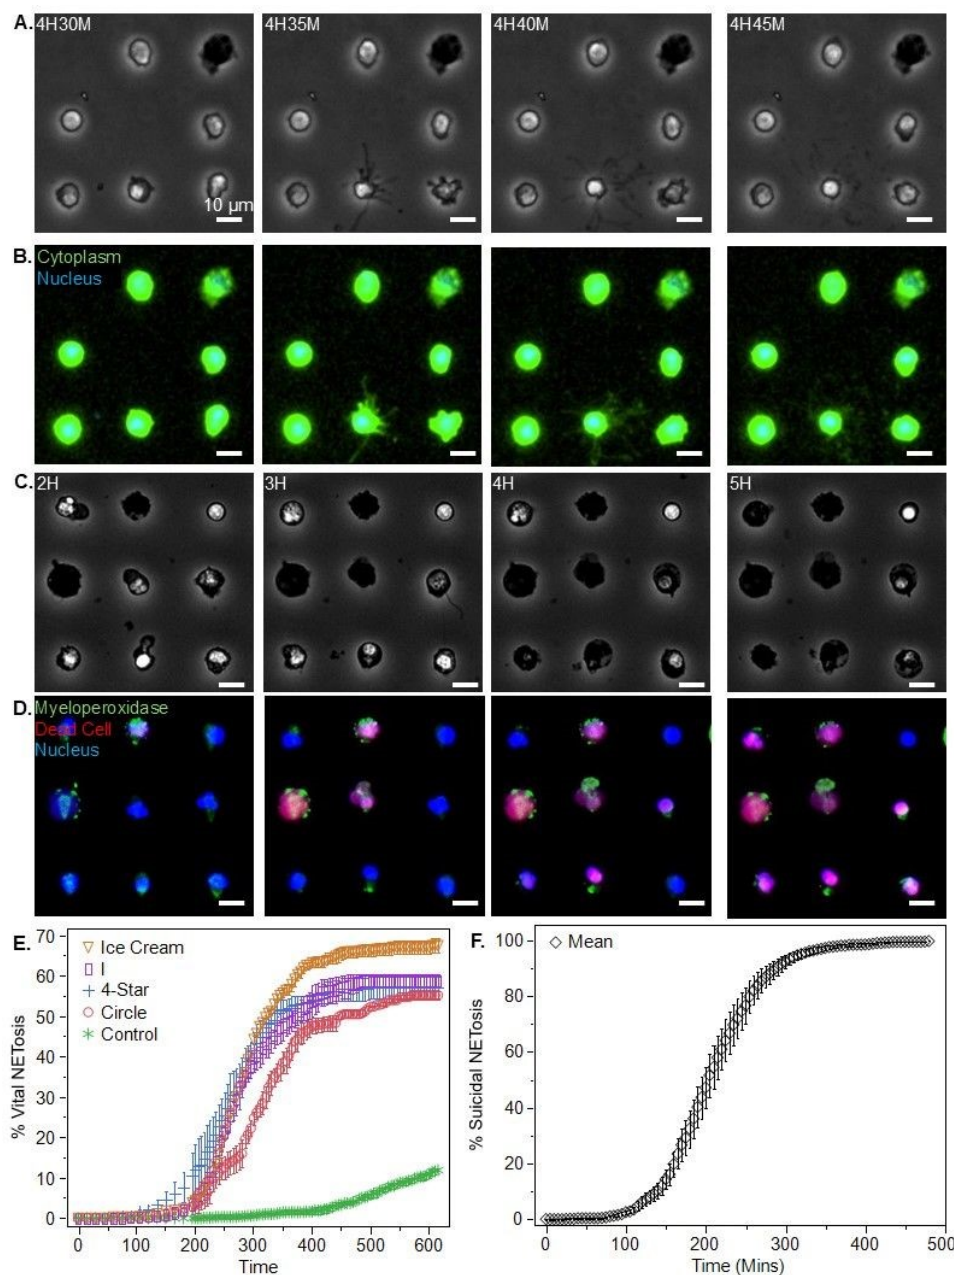 A. 4H30M 4H35M 4H40M 4H45M
10 µm
B. Cytoplasm
Nucleus
C. 2H 3H 4H 5H
D. Myeloperoxidase
Dead Cell
Nucleus
E.
% Vital NETosis
70
60
50
40
30
20
10
0
Ice Cream
I
4-Star
Circle
Control
0 100 200 300 400 500 600
Time
F.
% Suicidal NETosis
100
80
60
40
20
0
Mean
0 100 200 300 400 500
Time (Mins)